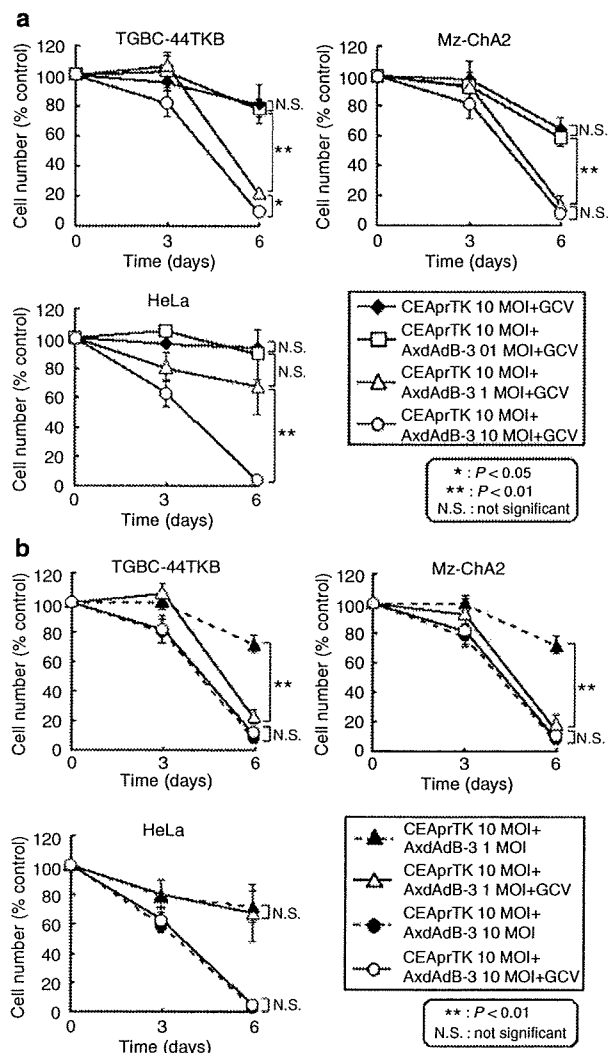 a
TGBC-44TKB
Cell number (% control)
120
100
80
60
40
20
0
0 3 6
Time (days)
N.S.
**
*
Mz-ChA2
Cell number (% control)
120
100
80
60
40
20
0
0 3 6
Time (days)
N.S.
**
N.S.
HeLa
Cell number (% control)
120
100
80
60
40
20
0
0 3 6
Time (days)
N.S.
N.S.
**
CEAprTK 10 MOI+GCV
CEAprTK 10 MOI+
AxdAdB-3 01 MOI+GCV
CEAprTK 10 MOI+
AxdAdB-3 1 MOI+GCV
CEAprTK 10 MOI+
AxdAdB-3 10 MOI+GCV
* : P < 0.05
** : P < 0.01
N.S. : not significant
b
TGBC-44TKB
Cell number (% control)
120
100
80
60
40
20
0
0 3 6
Time (days)
**
N.S.
Mz-ChA2
Cell number (% control)
120
100
80
60
40
20
0
0 3 6
Time (days)
**
N.S.
HeLa
Cell number (% control)
120
100
80
60
40
20
0
0 3 6
Time (days)
N.S.
N.S.
CEAprTK 10 MOI+
AxdAdB-3 1 MOI
CEAprTK 10 MOI+
AxdAdB-3 1 MOI+GCV
CEAprTK 10 MOI+
AxdAdB-3 10 MOI
CEAprTK 10 MOI+
AxdAdB-3 10 MOI+GCV
** : P < 0.01
N.S. : not significant